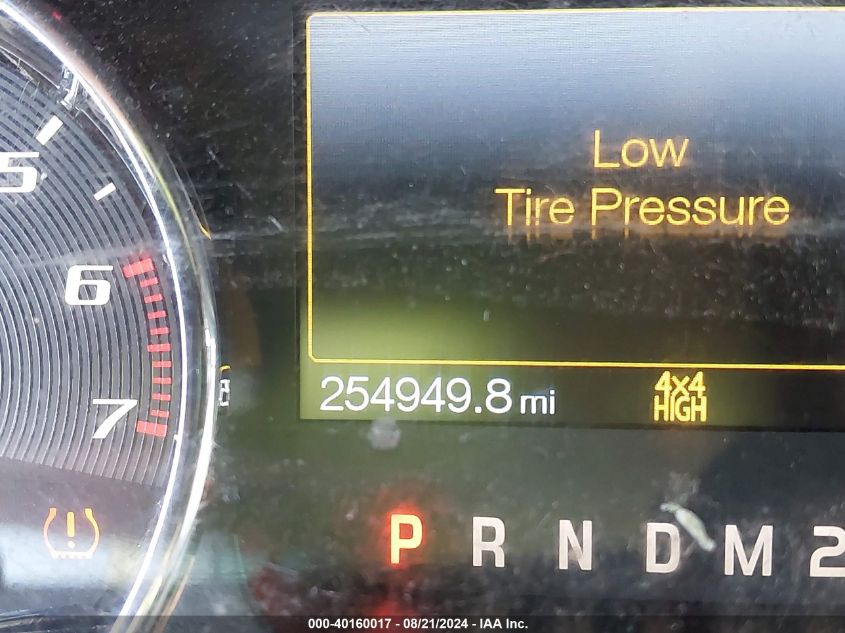 Low
Tire Pressure
5
6
7
254949.8 mi
4x4
HIGH
P R N D M 2
000-40160017 - 08/21/2024 - IAA Inc.